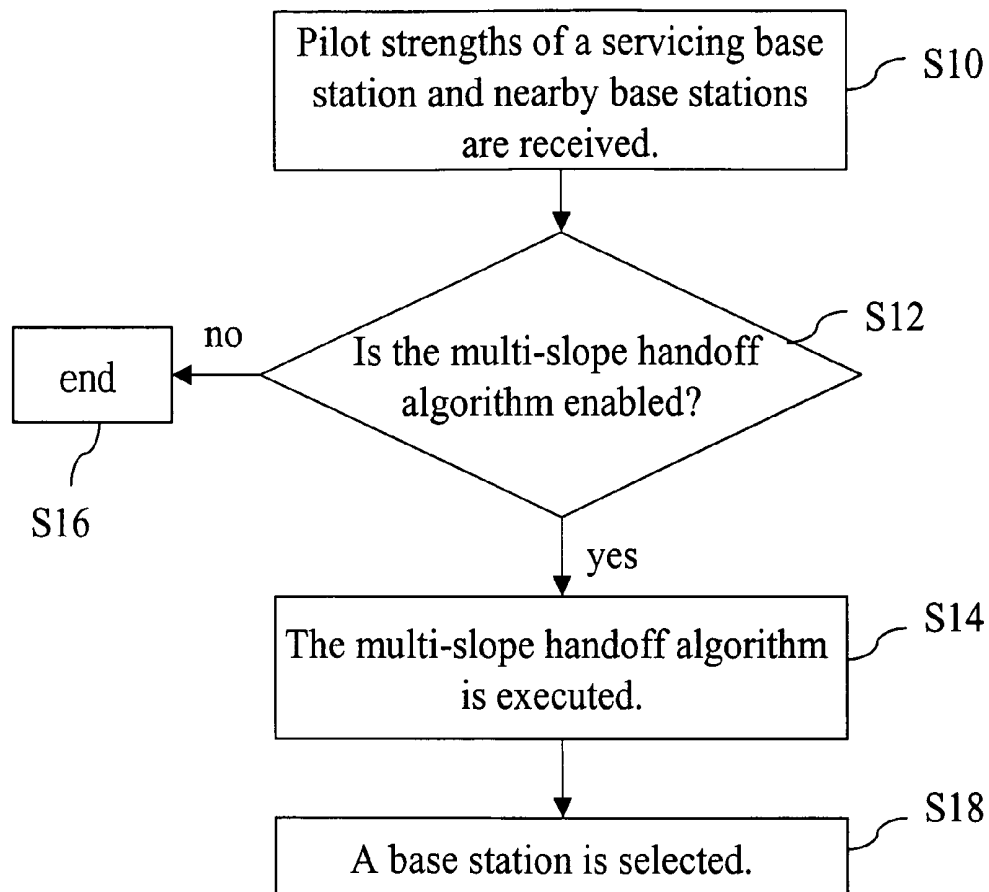 Pilot strengths of a servicing base
station and nearby base stations
are received.
S10
S12
no
Is the multi-slope handoff
algorithm enabled?
end
S16
yes
S14
The multi-slope handoff algorithm
is executed.
S18
A base station is selected.